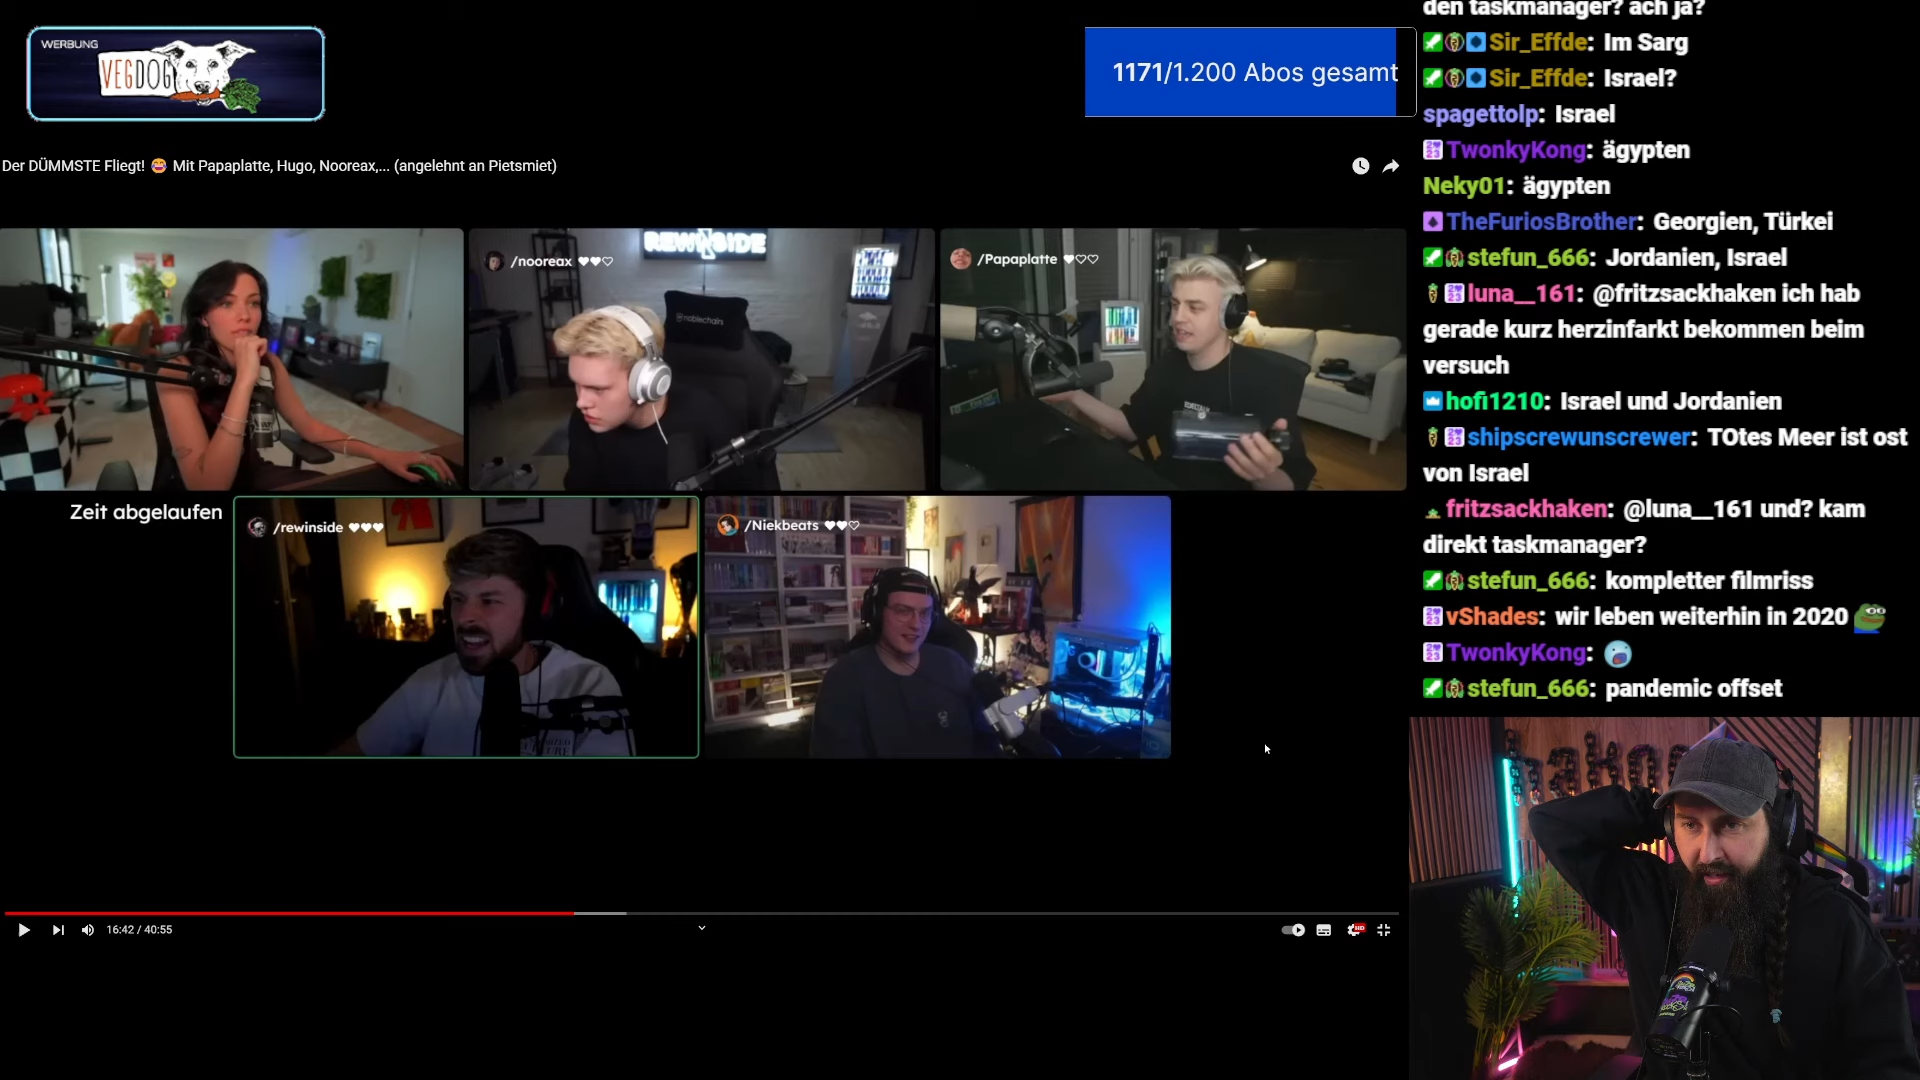 WERBUNG
VEGDOG
1171/1.200 Abos gesamt
Der DÜMMSTE Fliegt! 😂 Mit Papaplatte, Hugo, Nooreax,... (angelehnt an Pietsmiet)
REWINSIDE
/nooreax ♥♥♡
noblechairs
/Papaplatte ♥♡♡
Zeit abgelaufen
/rewinside ♥♥♥
/Niekbeats ♥♥♡
16:42 / 40:55
HD
den taskmanager? ach ja?
Sir_Effde: Im Sarg
Sir_Effde: Israel?
spagettolp: Israel
TwonkyKong: ägypten
Neky01: ägypten
TheFuriosBrother: Georgien, Türkei
stefun_666: Jordanien, Israel
luna__161: @fritzsackhaken ich hab
gerade kurz herzinfarkt bekommen beim
versuch
hofi1210: Israel und Jordanien
shipscrewunscrewer: TOtes Meer ist ost
von Israel
fritzsackhaken: @luna__161 und? kam
direkt taskmanager?
stefun_666: kompletter filmriss
vShades: wir leben weiterhin in 2020
TwonkyKong:
stefun_666: pandemic offset